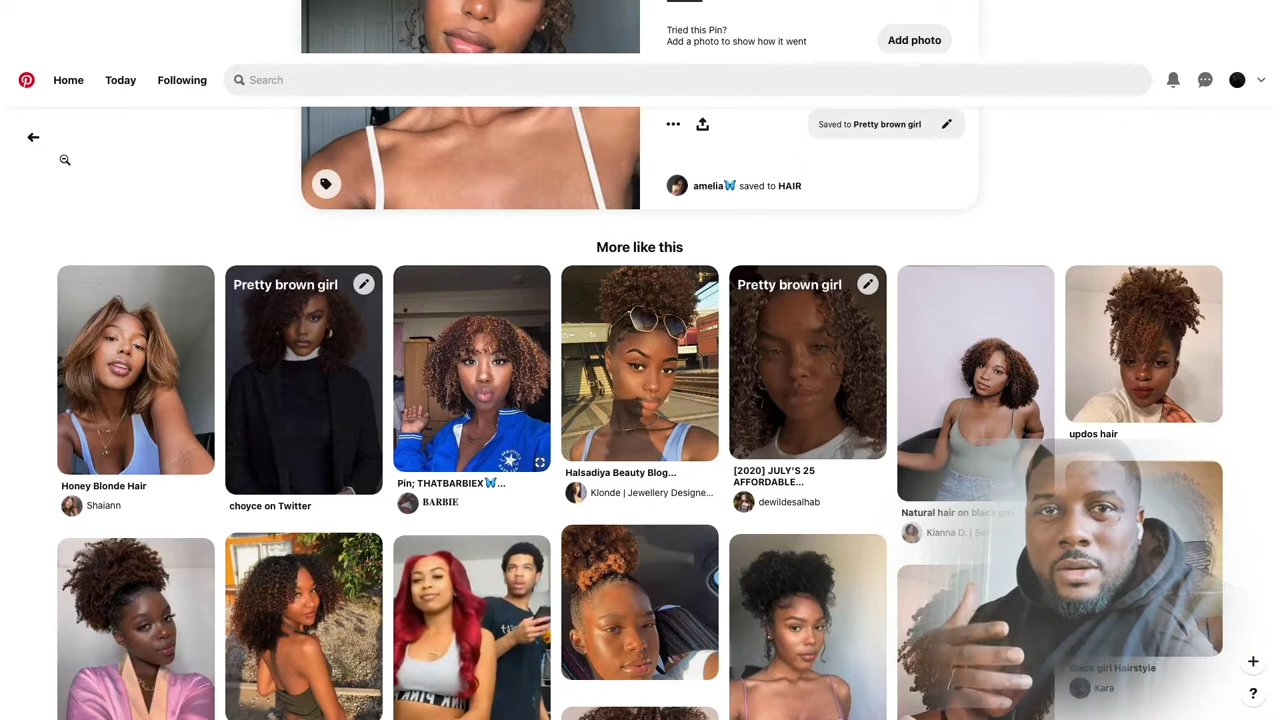 Tried this Pin?
Add a photo to show how it went
Add photo
Home
Today
Following
Search
Saved to Pretty brown girl
amelia🦋 saved to HAIR
More like this
Pretty brown girl
Pretty brown girl
Honey Blonde Hair
Shaiann
choyce on Twitter
Pin; THATBARBIEX🦋...
BARBIE
Halsadiya Beauty Blog...
Klonde | Jewellery Designe...
[2020] JULY'S 25
AFFORDABLE...
dewildesalhab
Natural hair on black girl
Kianna D. |
updos hair
PINK PINK
Black girl Hairstyle
Kara